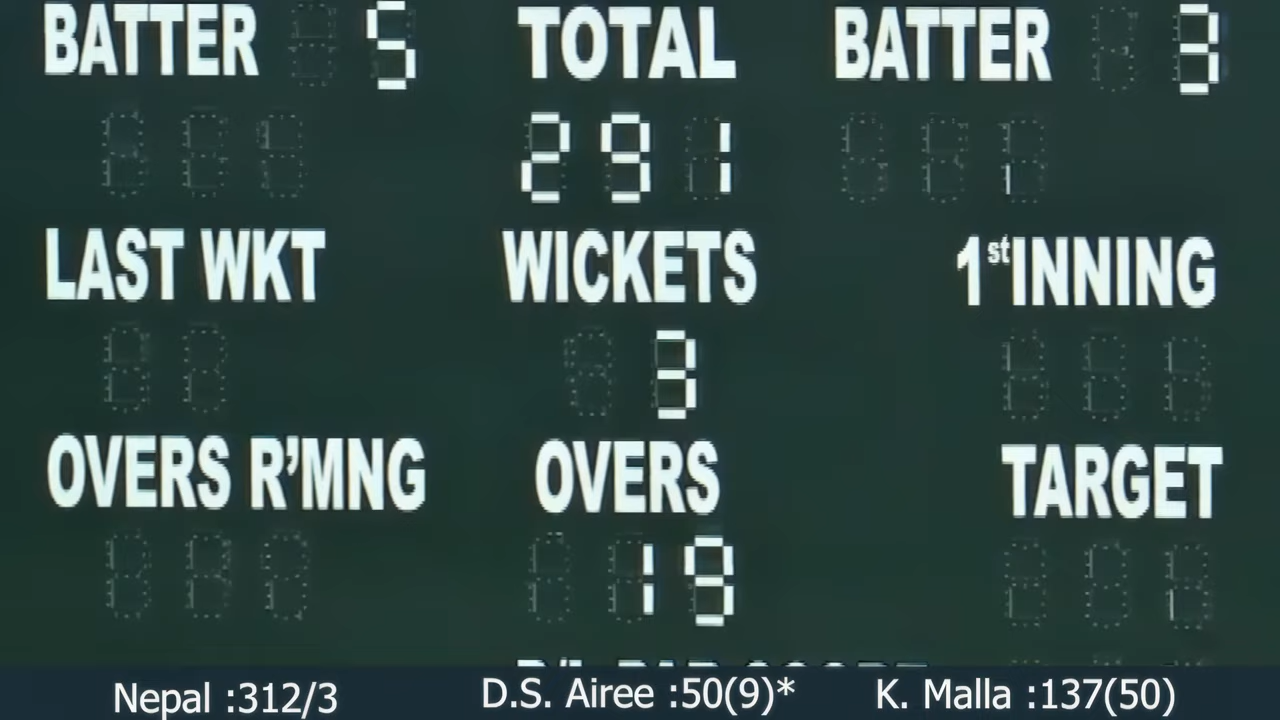 BATTER 5 TOTAL BATTER 3
291
LAST WKT WICKETS 1st INNING
3
OVERS R'MNG OVERS TARGET
19
Nepal :312/3 D.S. Airee :50(9)* K. Malla :137(50)